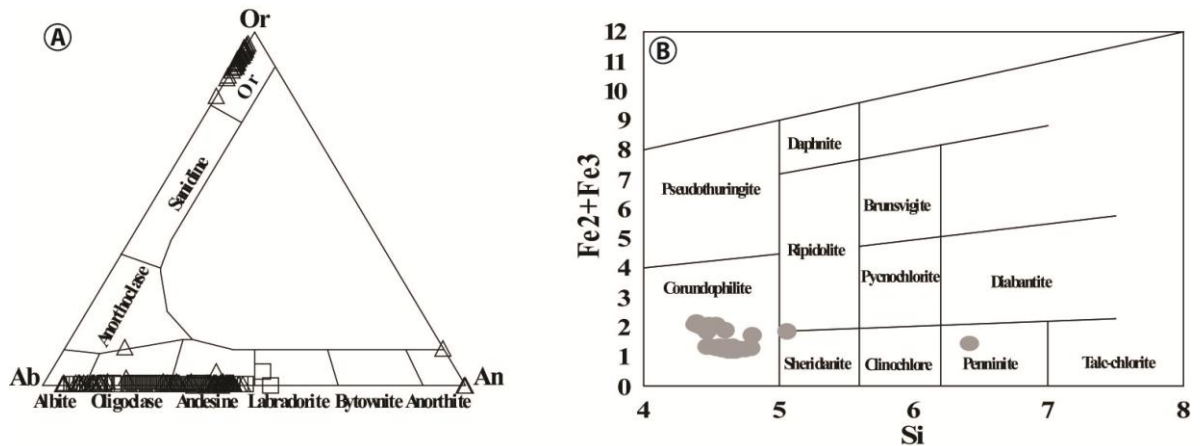 A
Or
Or
Sanidine
Anorthoclase
Ab
An
Albite Oligoclase Andesine Labradorite Bytownite Anorthite
B
12
11
10
9
8
7
6
5
4
3
2
1
0
Fe2+Fe3
Daphnite
Pseudothuringite
Brunsvigite
Ripidolite
Pycnochlorite
Diabantite
Corundophilite
Sheridanite
Clinochlore
Penninite
Talc-chlorite
4 5 6 7 8
Si